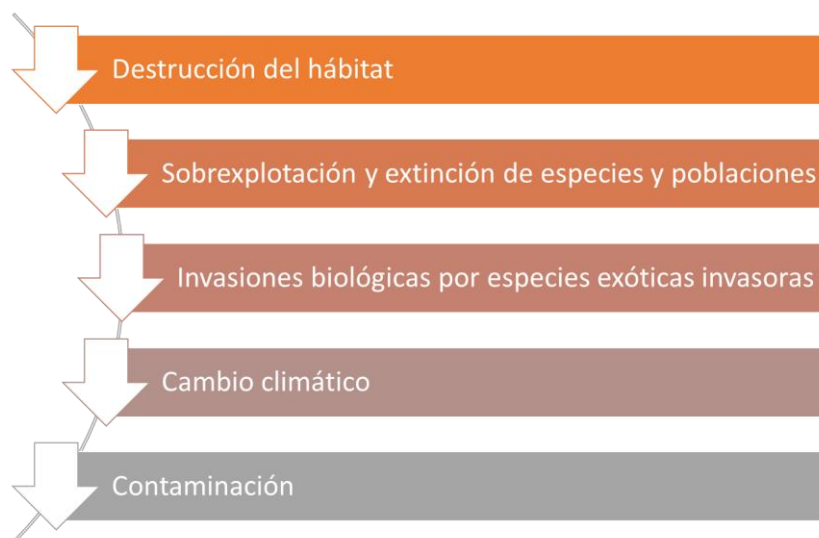 Destrucción del hábitat
Sobrexplotación y extinción de especies y poblaciones
Invasiones biológicas por especies exóticas invasoras
Cambio climático
Contaminación